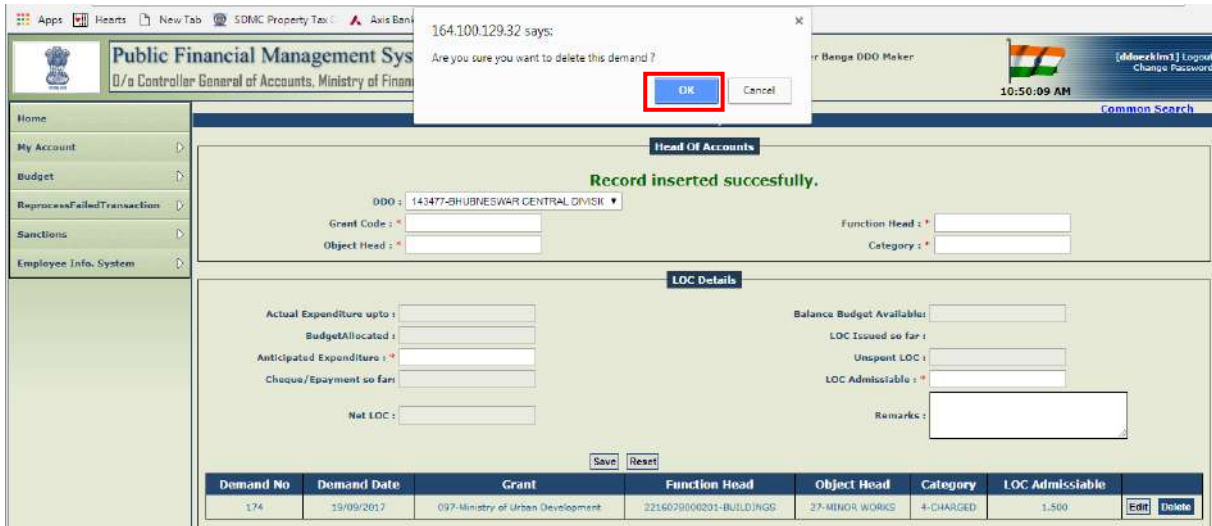 Apps Hearts New Tab SDMC Property Tax Axis Bank
164.100.129.32 says:
Are you sure you want to delete this demand ?
OK Cancel
Public Financial Management Sys
O/o Controller General of Accounts, Ministry of Finan
er Banga DDO Maker
10:50:09 AM
[ddoezklm1] Logout
Change Password
Common Search
Home
My Account
Budget
ReprocessFailedTransaction
Sanctions
Employee Info. System
Head Of Accounts
Record inserted succesfully.
DDO : 143477-BHUBNESWAR CENTRAL DIVISI
Grant Code : * Function Head : *
Object Head : * Category : *
LOC Details
Actual Expenditure upto : Balance Budget Available:
BudgetAllocated : LOC Issued so far :
Anticipated Expenditure : * Unspent LOC :
Cheque/Epayment so far: LOC Admissiable : *
Net LOC : Remarks :
Save Reset
Demand No Demand Date Grant Function Head Object Head Category LOC Admissiable
174 19/09/2017 097-Ministry of Urban Development 2216079000201-BUILDINGS 27-MINOR WORKS 4-CHARGED 1.500 Edit Delete